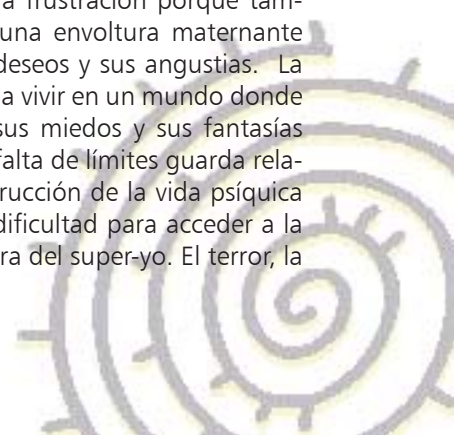 a frustración porque tam-
una envoltura maternante
deseos y sus angustias. La
a vivir en un mundo donde
sus miedos y sus fantasías
falta de límites guarda rela-
rucción de la vida psíquica
dificultad para acceder a la
ra del super-yo. El terror, la